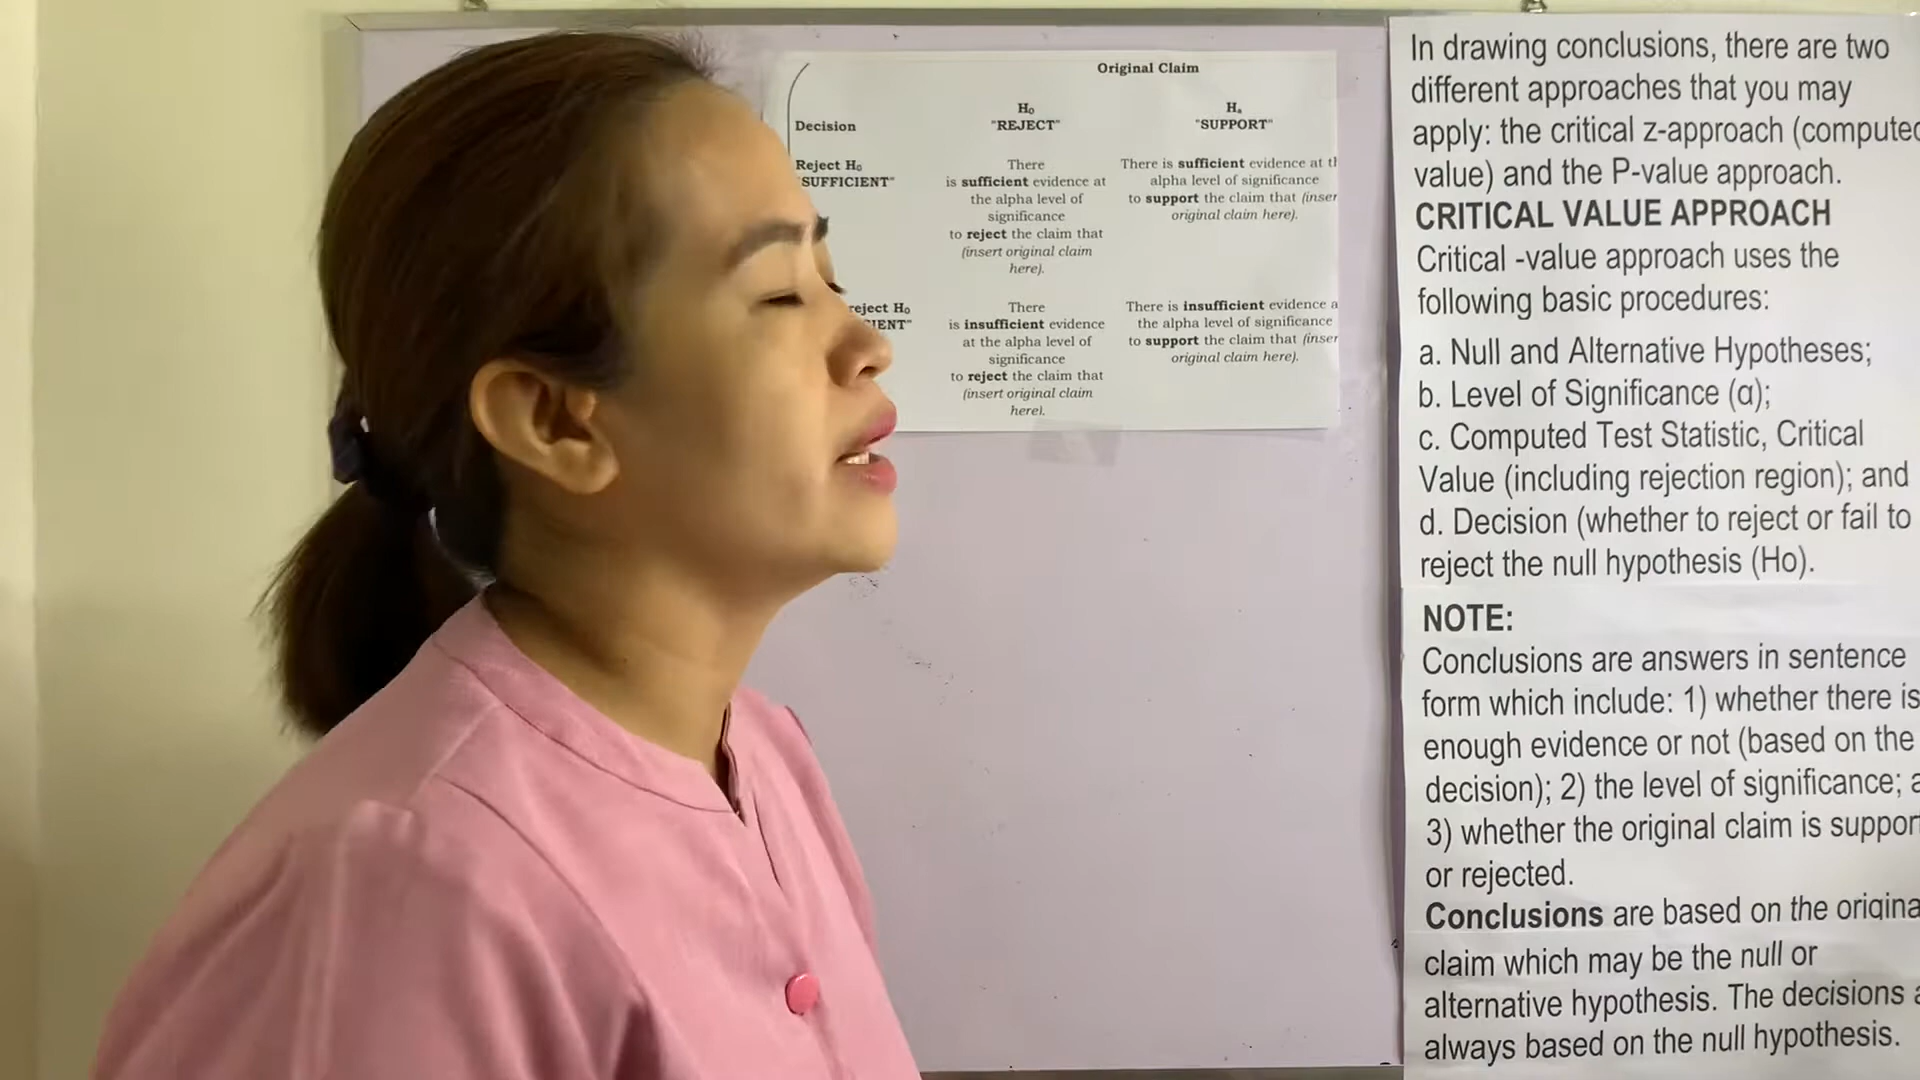 Original Claim
Decision
H₀
"REJECT"
Hₐ
"SUPPORT"
Reject H₀
"SUFFICIENT"
There
is sufficient evidence at
the alpha level of
significance
to reject the claim that
(insert original claim
here).
There is sufficient evidence at
alpha level of significance
to support the claim that
original claim here).
reject H₀
There
is insufficient evidence
at the alpha level of
significance
to reject the claim that
(insert original claim
here).
There is insufficient evidence
the alpha level of significance
to support the claim that
original claim here).
In drawing conclusions, there are two
different approaches that you may
apply: the critical z-approach (computed
value) and the P-value approach.
CRITICAL VALUE APPROACH
Critical -value approach uses the
following basic procedures:
a. Null and Alternative Hypotheses;
b. Level of Significance (α);
c. Computed Test Statistic, Critical
Value (including rejection region); and
d. Decision (whether to reject or fail to
reject the null hypothesis (Ho).
NOTE:
Conclusions are answers in sentence
form which include: 1) whether there is
enough evidence or not (based on the
decision); 2) the level of significance;
3) whether the original claim is
or rejected.
Conclusions are based on the
claim which may be the null or
alternative hypothesis. The decisions
always based on the null hypothesis.